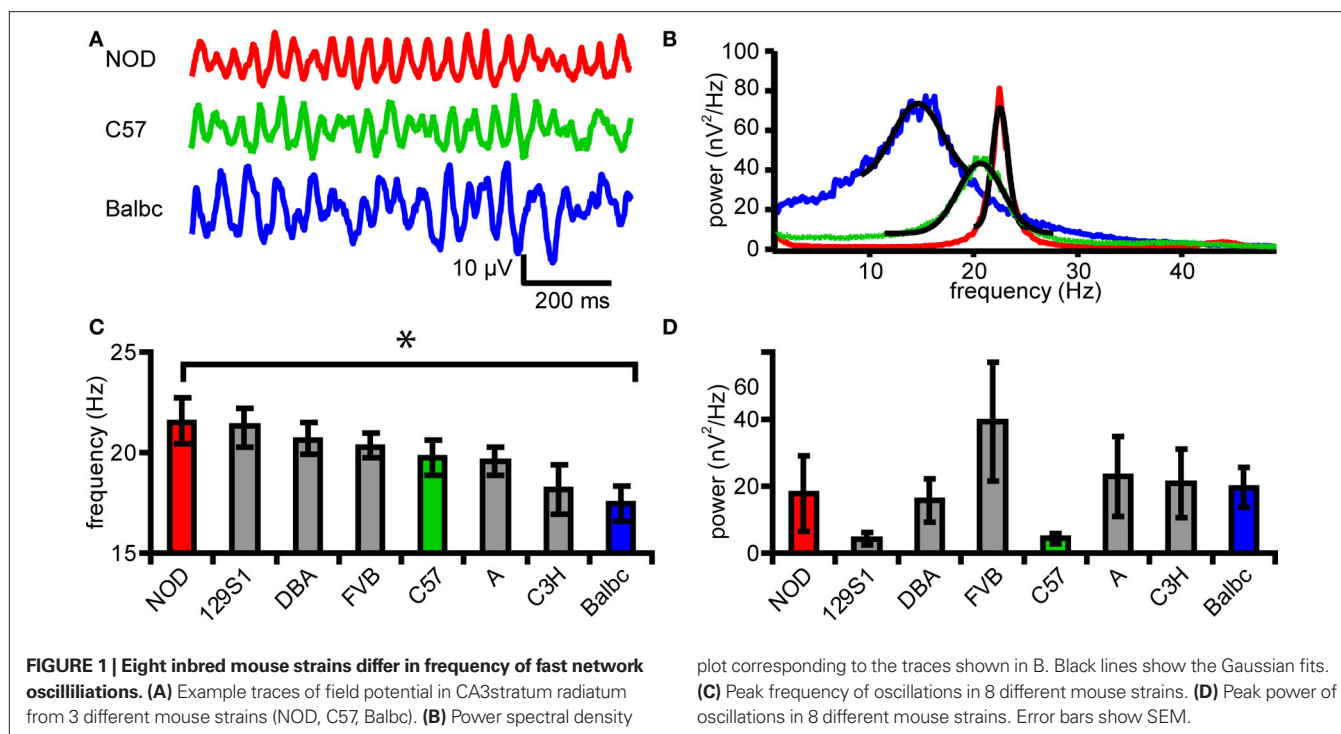 A
NOD
C57
Balbc
10 µV
200 ms
B
100
80
60
40
20
0
power (nV²/Hz)
10
20
30
40
frequency (Hz)
C
*
25
20
15
frequency (Hz)
NOD
129S1
DBA
FVB
C57
A
C3H
Balbc
D
60
40
20
0
power (nV²/Hz)
NOD
129S1
DBA
FVB
C57
A
C3H
Balbc
FIGURE 1 | Eight inbred mouse strains differ in frequency of fast network
oscilliliations. (A) Example traces of field potential in CA3stratum radiatum
from 3 different mouse strains (NOD, C57, Balbc). (B) Power spectral density
plot corresponding to the traces shown in B. Black lines show the Gaussian fits.
(C) Peak frequency of oscillations in 8 different mouse strains. (D) Peak power of
oscillations in 8 different mouse strains. Error bars show SEM.